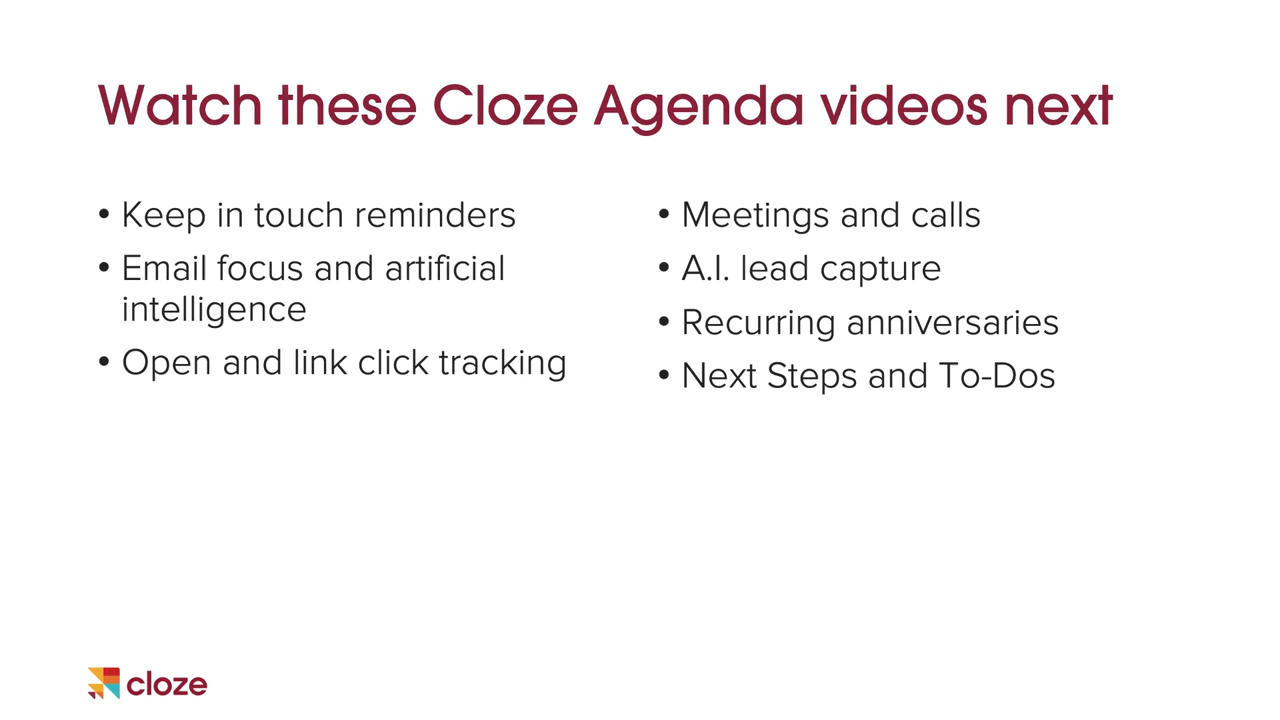 Watch these Cloze Agenda videos next
• Keep in touch reminders
• Email focus and artificial
intelligence
• Open and link click tracking
• Meetings and calls
• A.I. lead capture
• Recurring anniversaries
• Next Steps and To-Dos
cloze